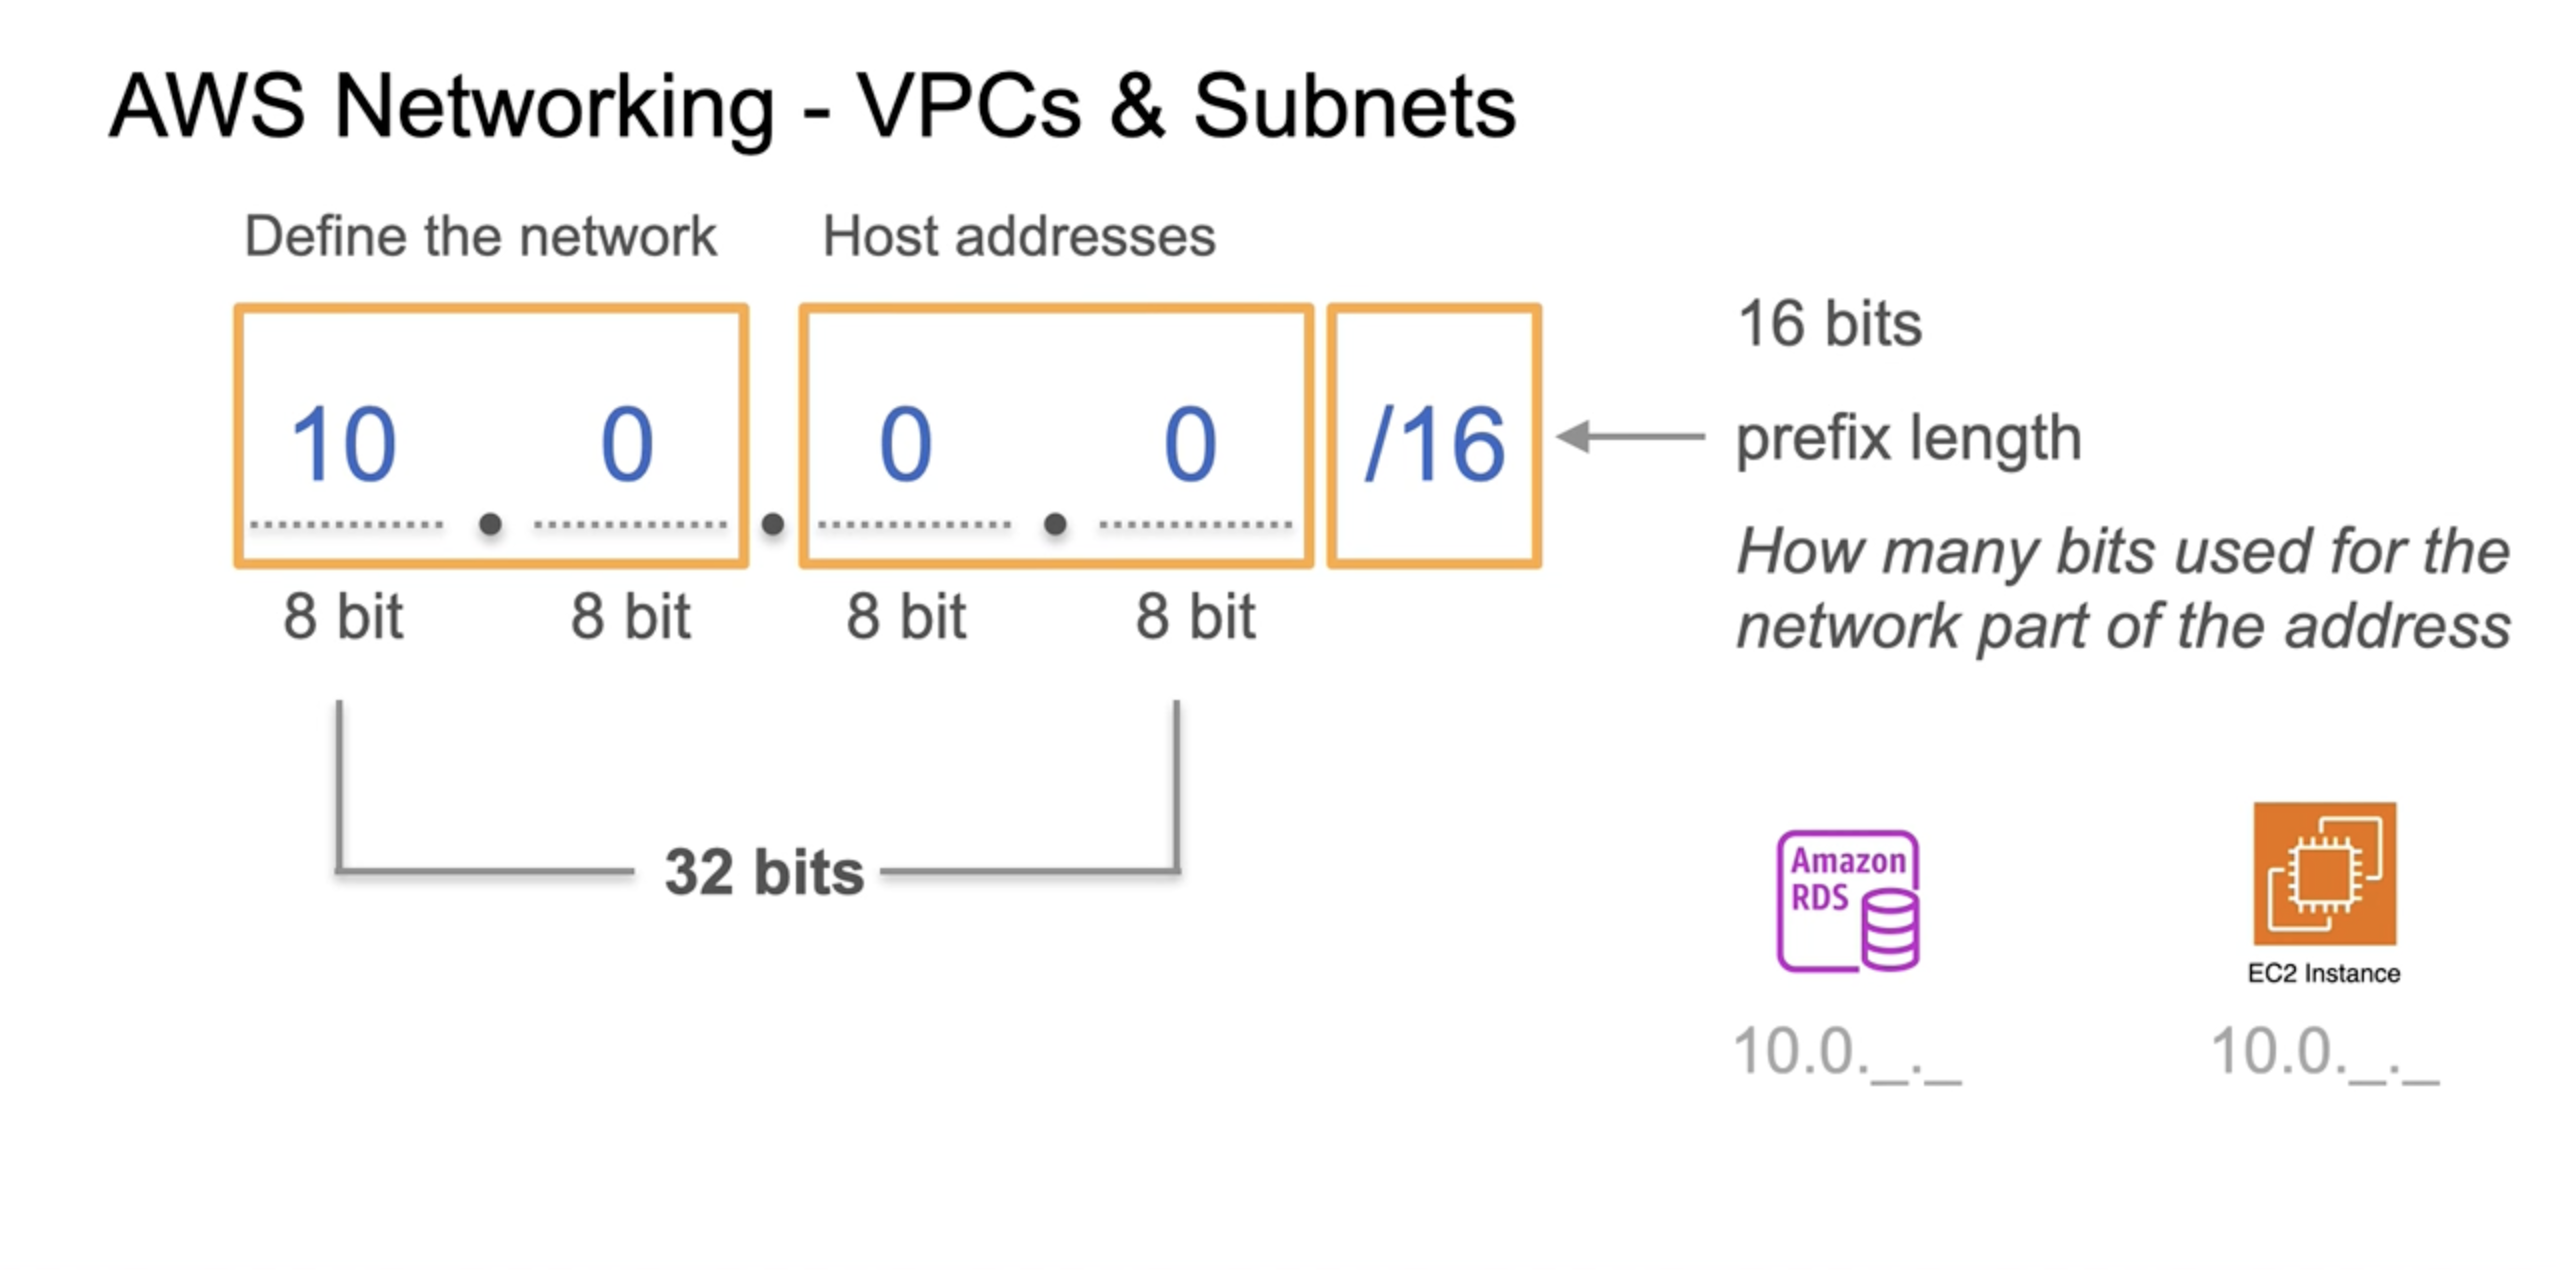 AWS Networking - VPCs & Subnets
Define the network
Host addresses
10 . 0 . 0 . 0 /16
8 bit 8 bit 8 bit 8 bit
32 bits
16 bits
prefix length
How many bits used for the
network part of the address
Amazon
RDS
10.0._._
EC2 Instance
10.0._._